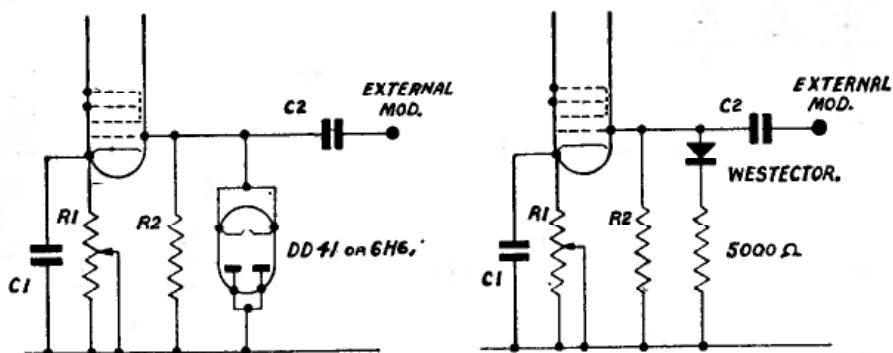 C2
EXTERNAL
MOD.
R1
R2
C1
DD41 OR 6H6,
EXTERNAL
MOD.
C2
WESTECTOR.
R1
R2
5000 Ω
C1